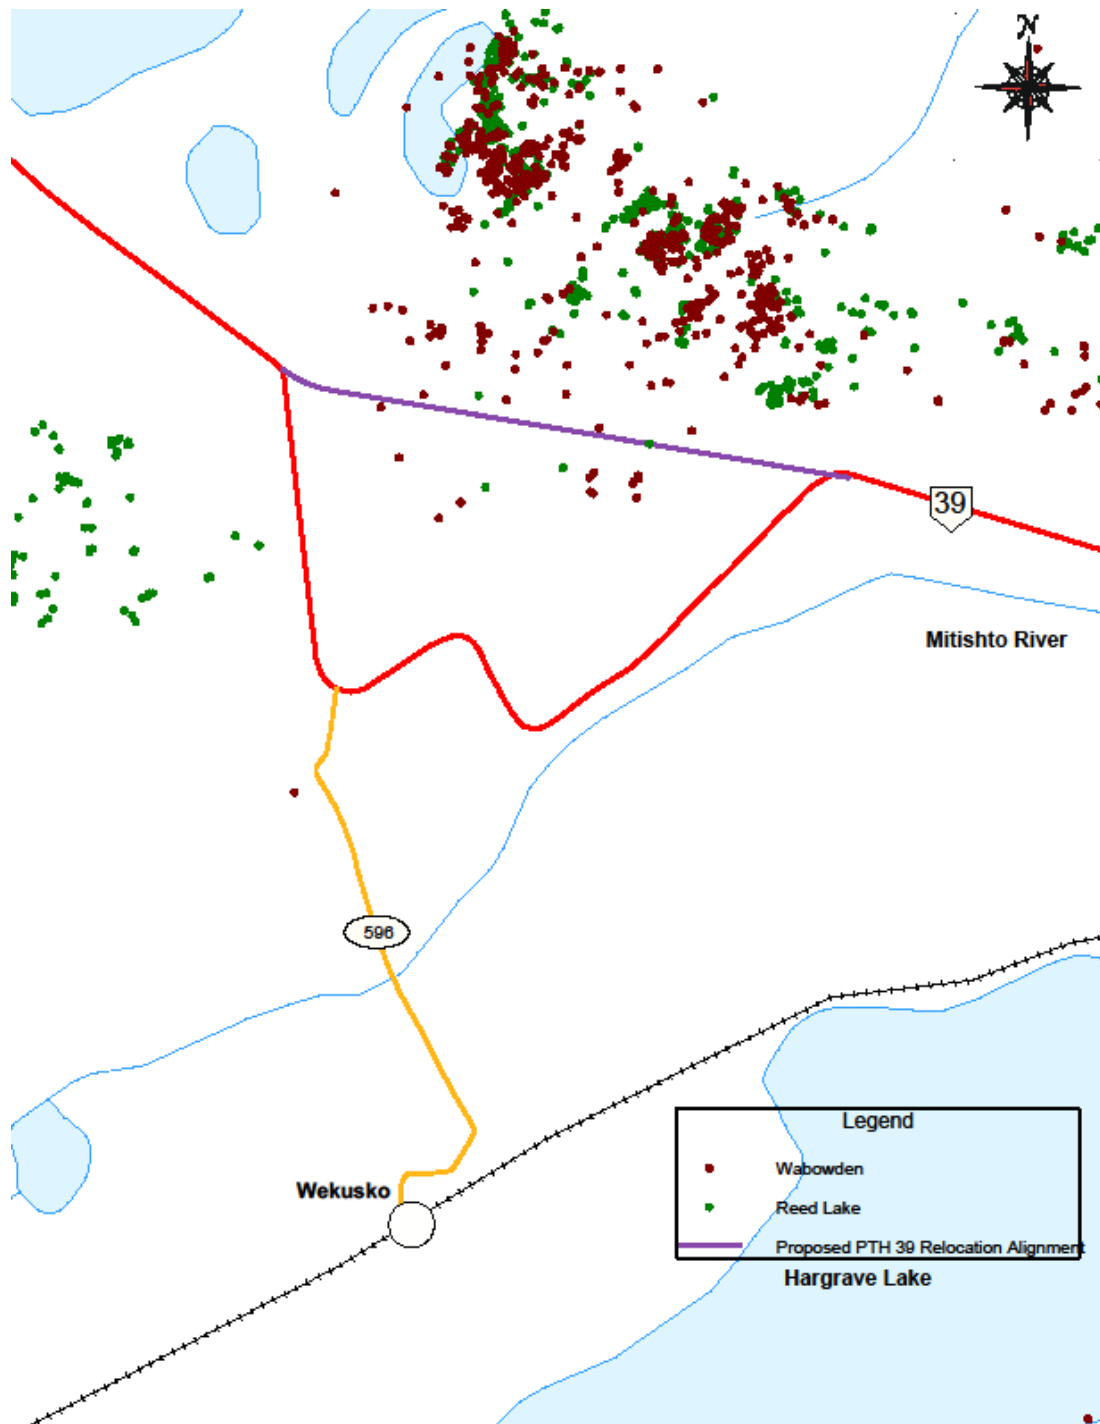 N
39
Mitishto River
596
Legend
Wabowden
Reed Lake
Proposed PTH 39 Relocation Alignment
Wekusko
Hargrave Lake